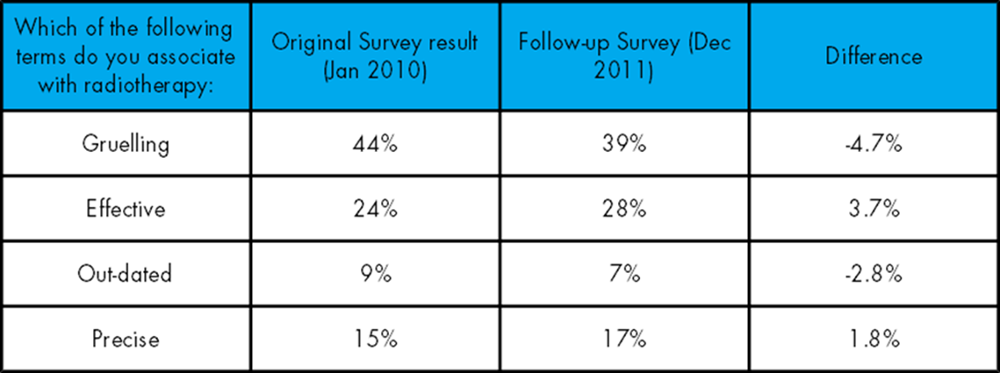 Which of the following
terms do you associate
with radiotherapy:
Original Survey result
(Jan 2010)
Follow-up Survey (Dec
2011)
Difference
Gruelling
44%
39%
-4.7%
Effective
24%
28%
3.7%
Out-dated
9%
7%
-2.8%
Precise
15%
17%
1.8%